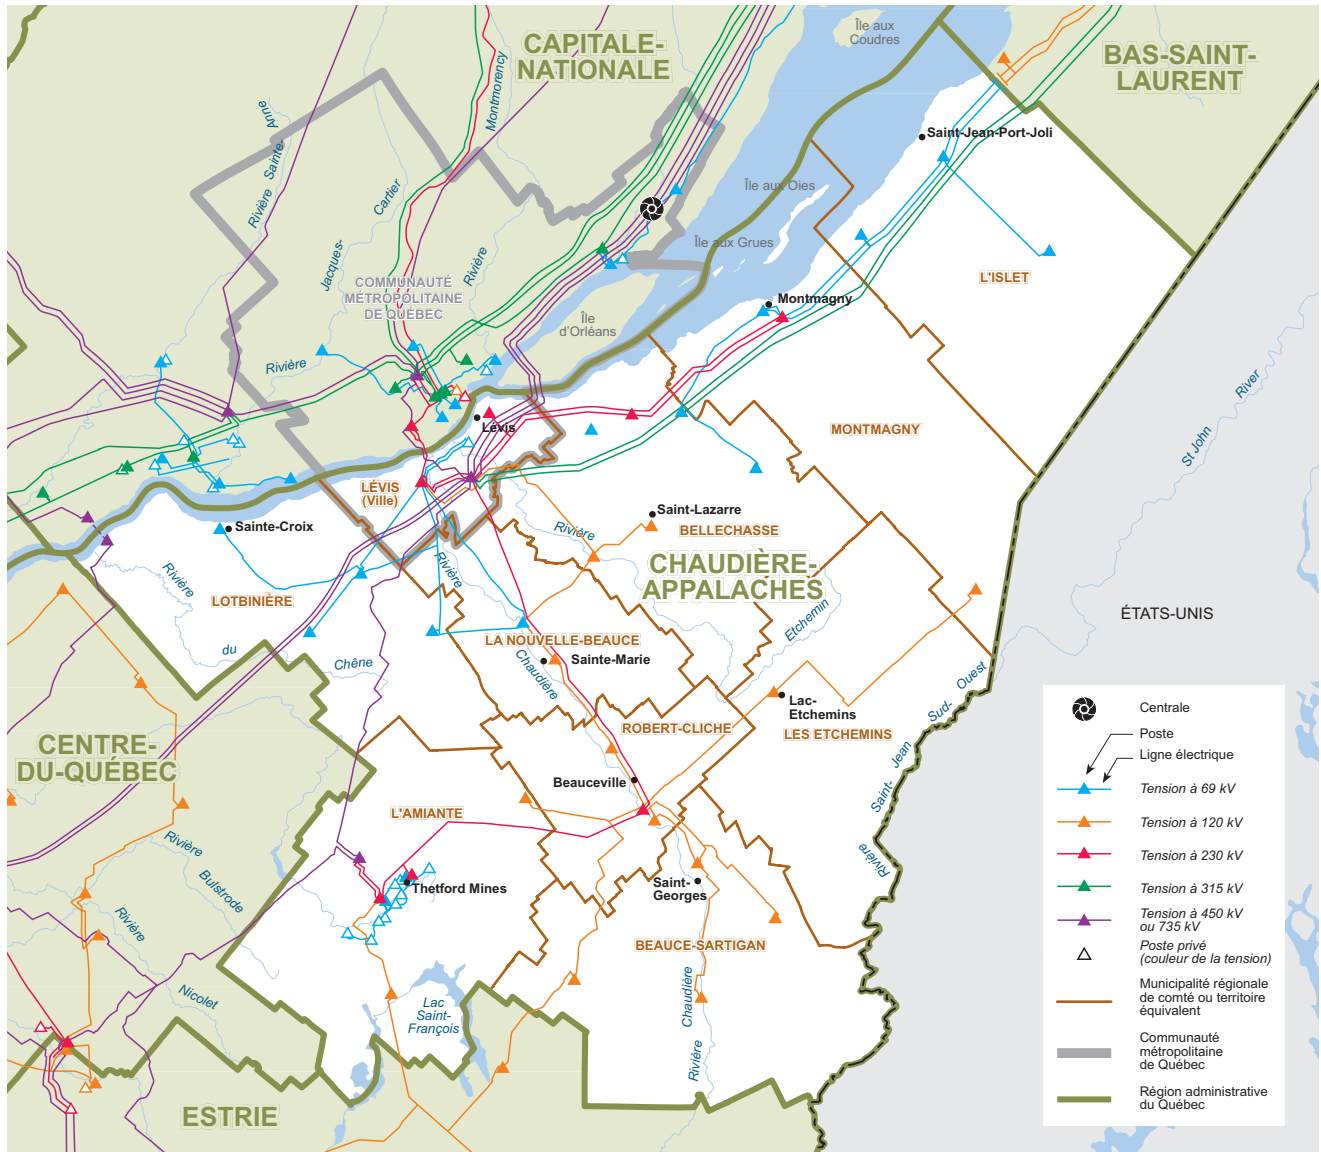 CAPITALE-
NATIONALE
BAS-SAINT-
LAURENT
Île aux
Coudres
Montmorency
Rivière Sainte-
Anne
Jacques-
Cartier
Rivière
Saint-Jean-Port-Joli
Île aux Oies
Île aux Grues
L'ISLET
COMMUNAUTÉ
MÉTROPOLITAINE
DE QUÉBEC
Montmagny
Île
d'Orléans
Rivière
St John
River
MONTMAGNY
Lévis
LÉVIS
(Ville)
Sainte-Croix
Saint-Lazarre
BELLECHASSE
Rivière
Etchemin
CHAUDIÈRE-
APPALACHES
Rivière
du
Chêne
LOTBINIÈRE
Rivière
Chaudière
LA NOUVELLE-BEAUCE
Sainte-Marie
ÉTATS-UNIS
Lac-
Etchemins
LES ETCHEMINS
ROBERT-CLICHE
Beauceville
CENTRE-
DU-QUÉBEC
L'AMIANTE
Rivière
Saint-
Jean
Sud-
Ouest
Rivière
Bulstrode
Rivière
Nicolet
Thetford Mines
Saint-
Georges
BEAUCE-SARTIGAN
Lac
Saint-
François
Chaudière
Rivière
ESTRIE
Centrale
Poste
Ligne électrique
Tension à 69 kV
Tension à 120 kV
Tension à 230 kV
Tension à 315 kV
Tension à 450 kV
ou 735 kV
Poste privé
(couleur de la tension)
Municipalité régionale
de comté ou territoire
équivalent
Communauté
métropolitaine
de Québec
Région administrative
du Québec